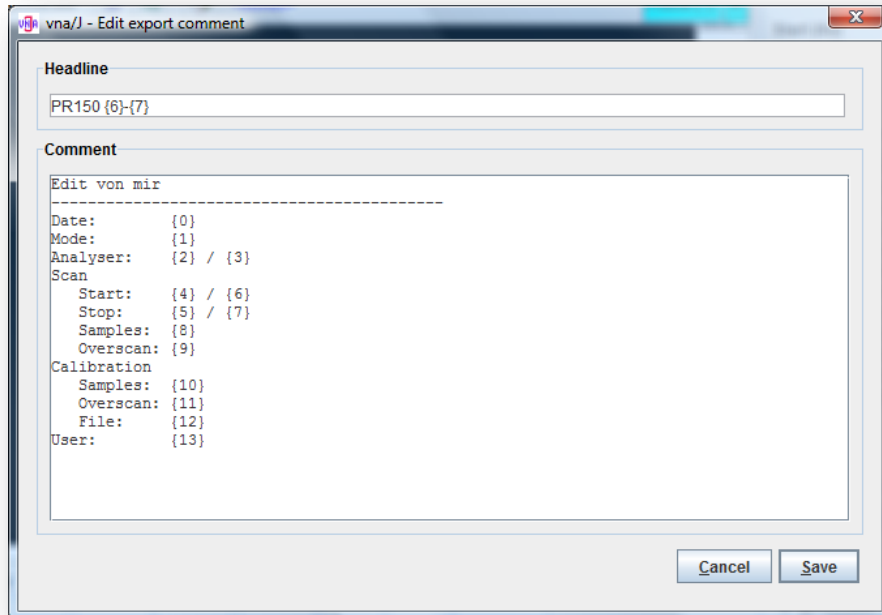 vna/J - Edit export comment
Headline
PR150 {6}-{7}
Comment
Edit von mir
-------------------------------------------
Date:         {0}
Mode:         {1}
Analyser:     {2} / {3}
Scan
   Start:     {4} / {6}
   Stop:      {5} / {7}
   Samples:   {8}
   Overscan:  {9}
Calibration
   Samples:   {10}
   Overscan:  {11}
   File:      {12}
User:         {13}
Cancel Save